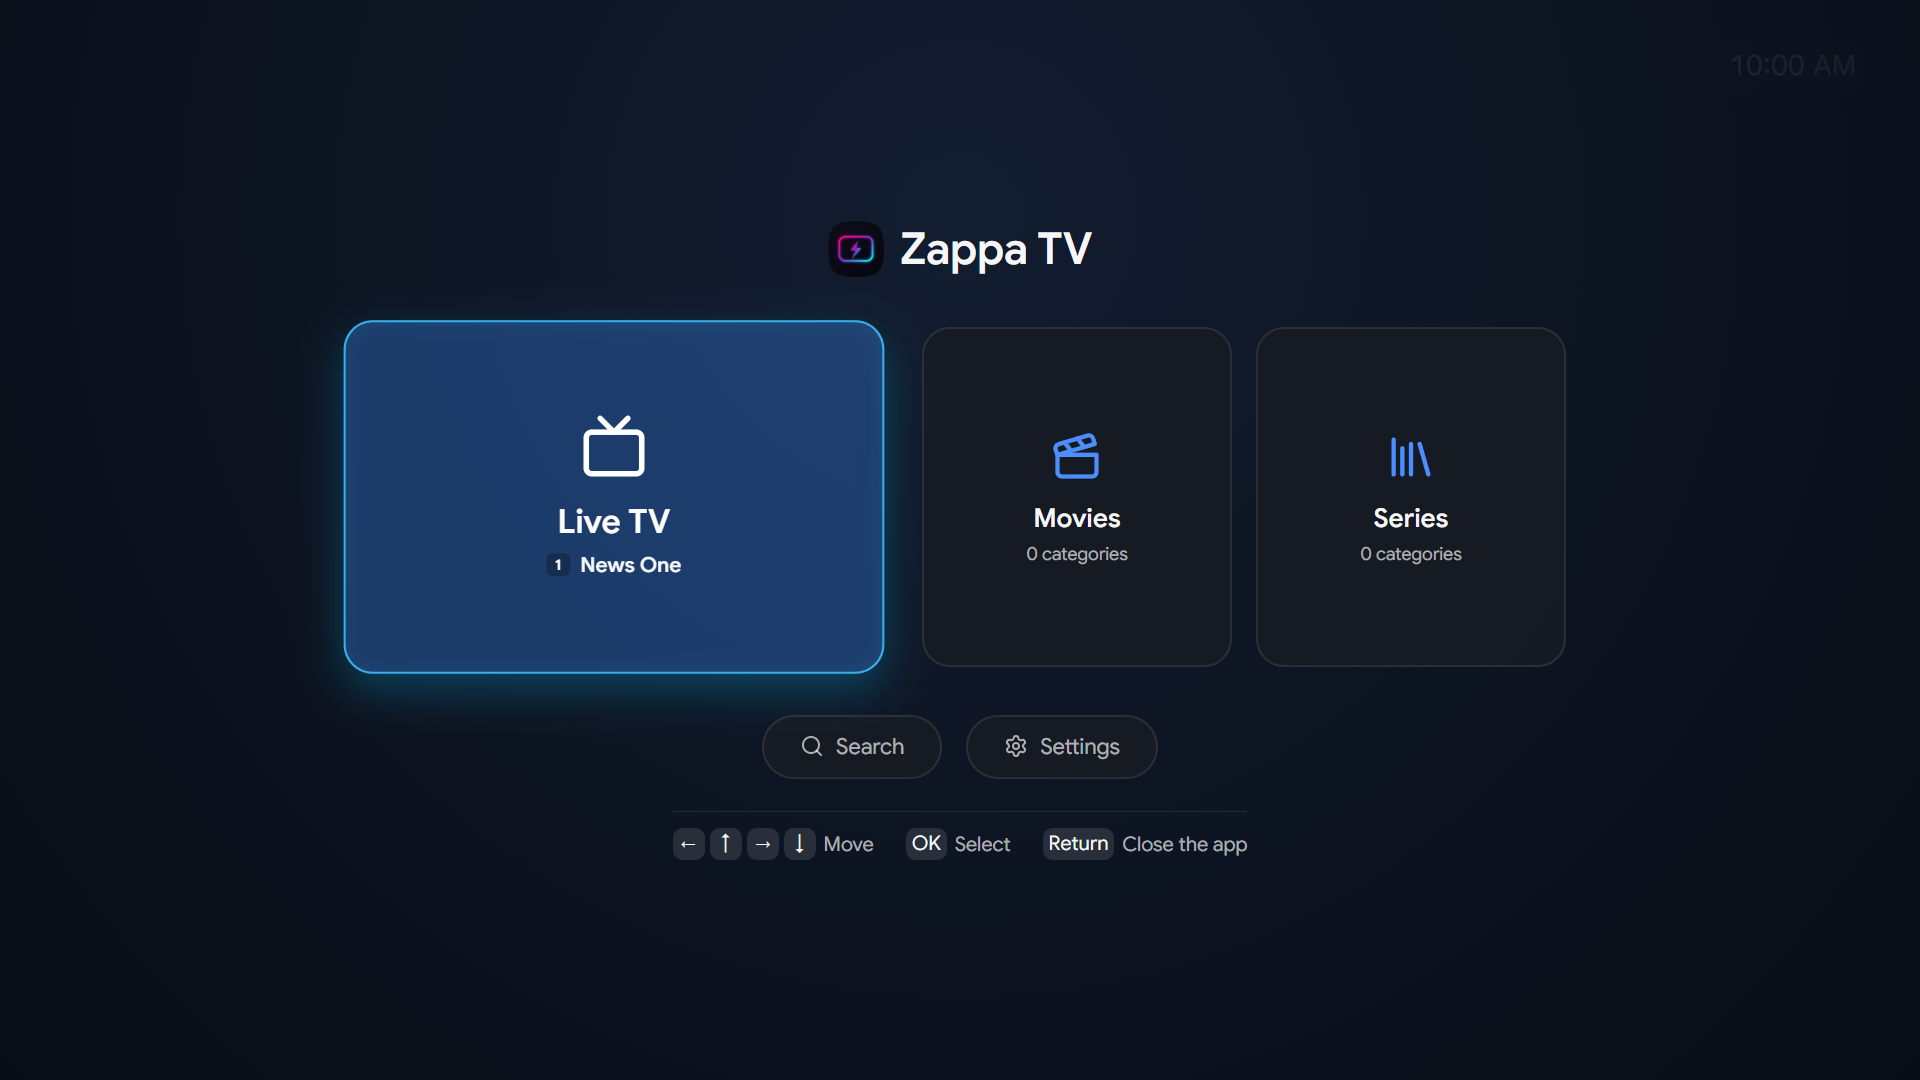 10:00 AM
Zappa TV
Live TV
1 News One
Movies
0 categories
Series
0 categories
Search
Settings
← ↑ → ↓ Move OK Select Return Close the app